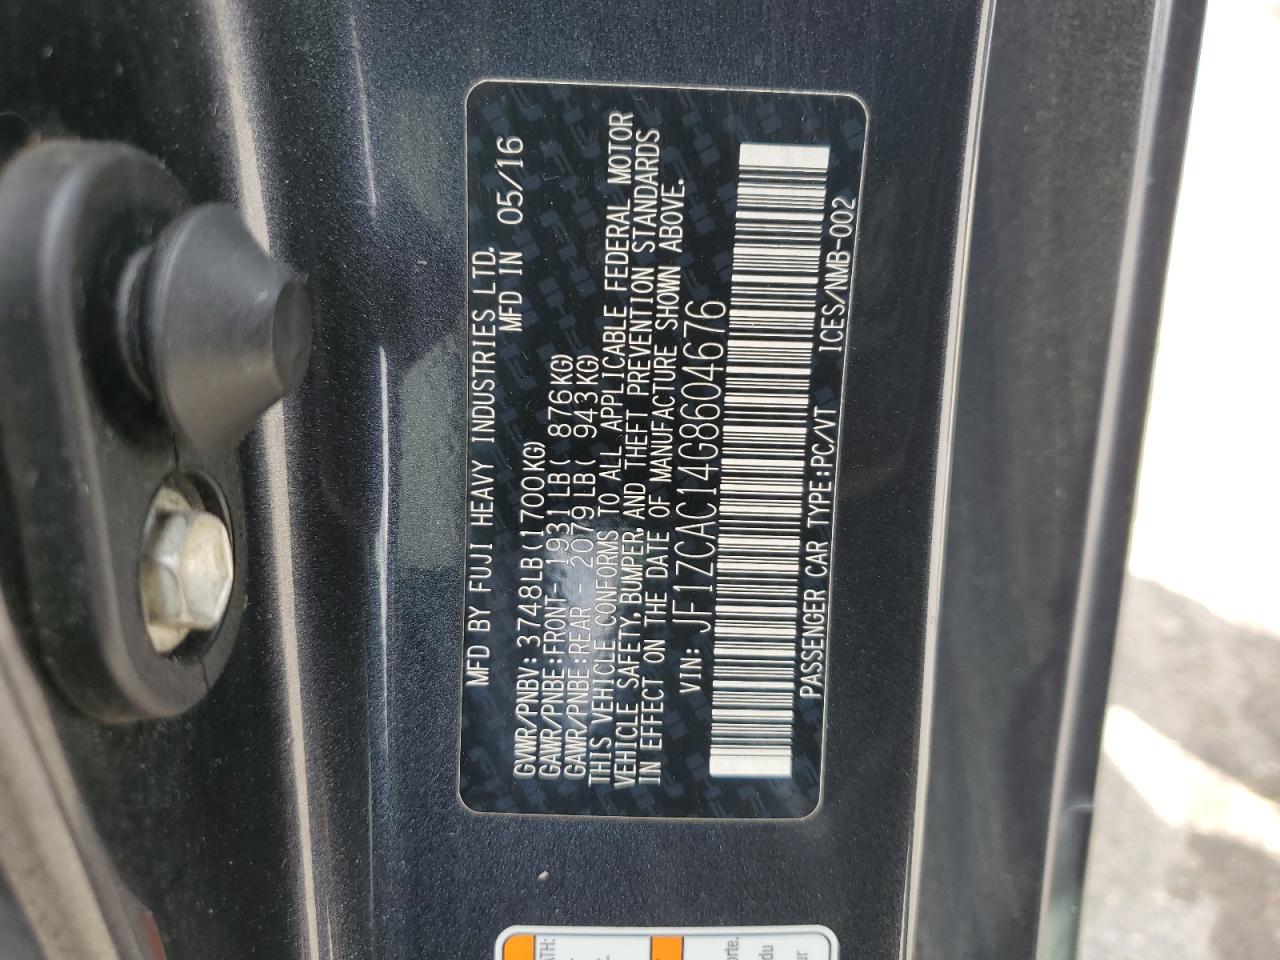 MFD BY FUJI HEAVY INDUSTRIES LTD.
GVWR/PNBV: 3748LB(1700KG) MFD IN 05/16
GAWR/PNBE:FRONT- 1931LB( 876KG)
GAWR/PNBE:REAR - 2079LB( 943KG)
THIS VEHICLE CONFORMS TO ALL APPLICABLE FEDERAL MOTOR
VEHICLE SAFETY, BUMPER, AND THEFT PREVENTION STANDARDS
IN EFFECT ON THE DATE OF MANUFACTURE SHOWN ABOVE.
VIN: JF1ZCAC14G8604676
PASSENGER CAR TYPE:PC/VT ICES/NMB-002
ATH:
orte.
du